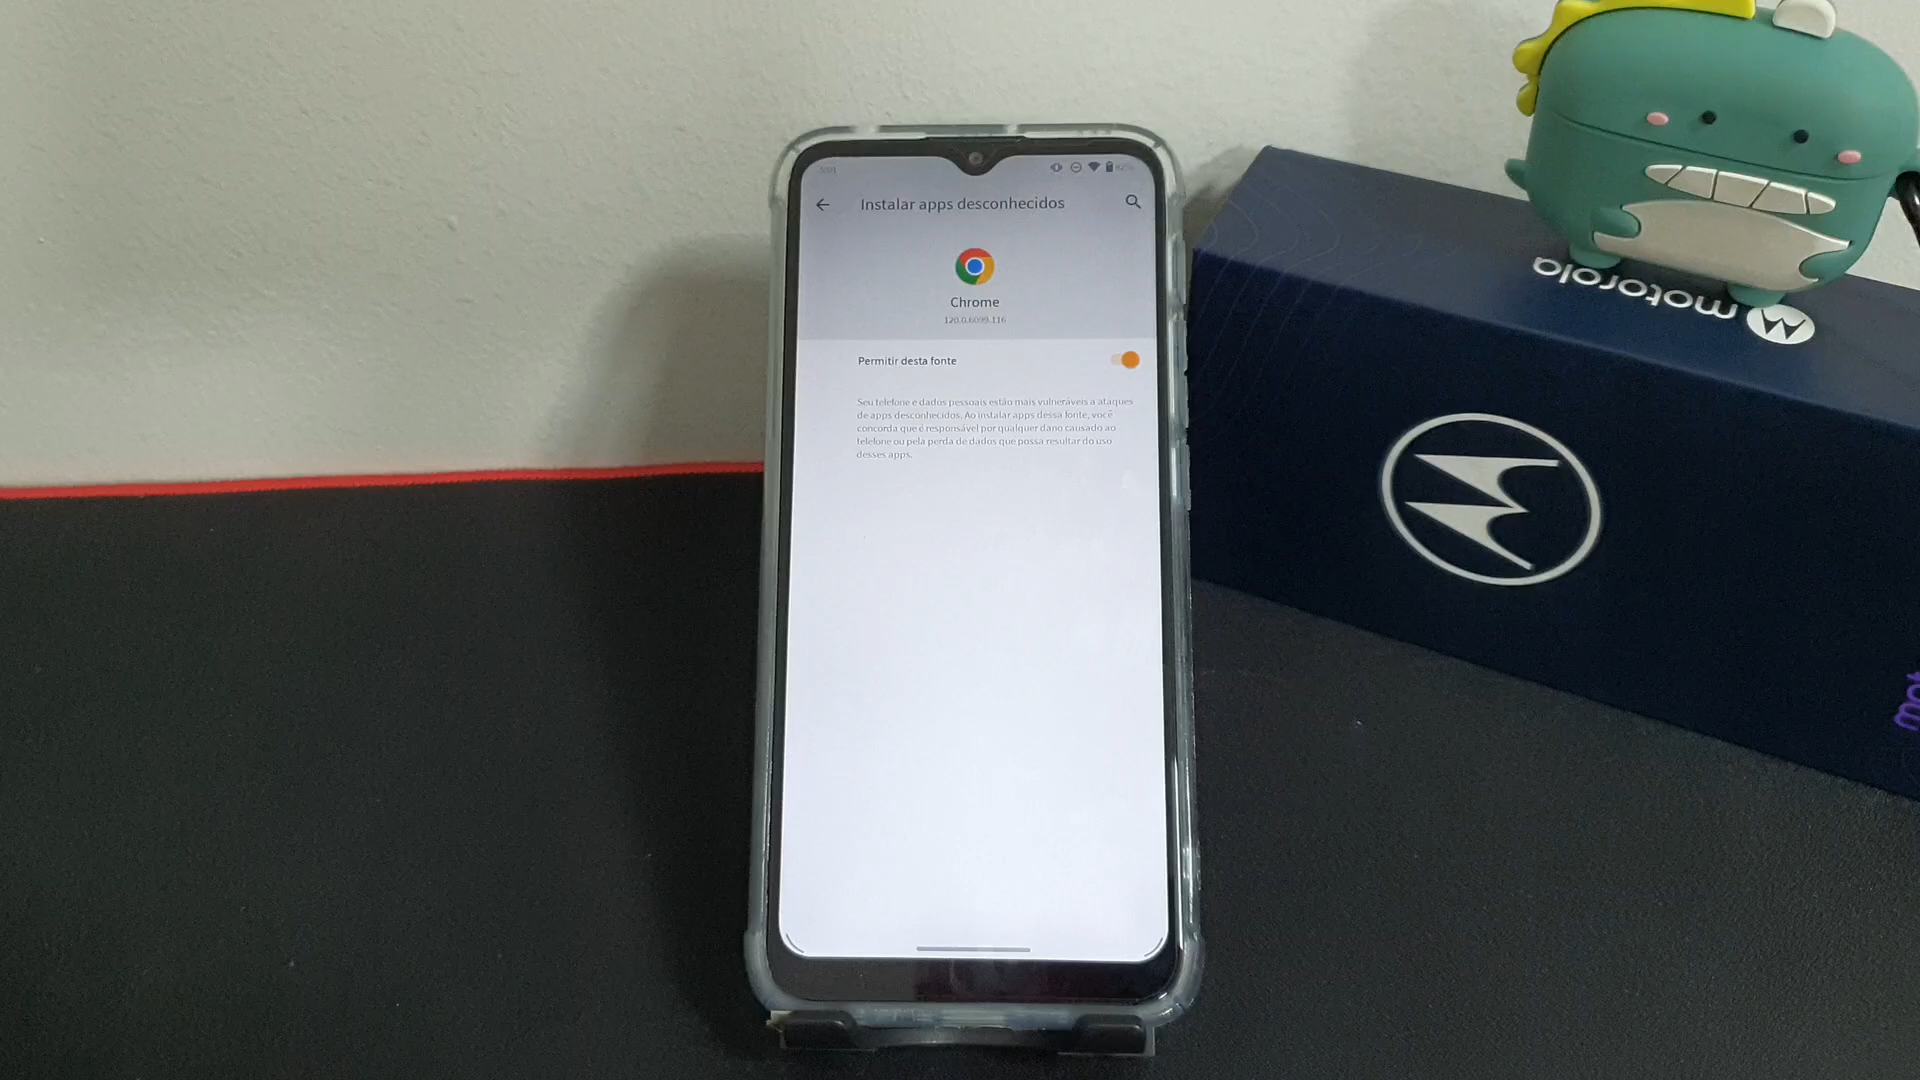 Instalar apps desconhecidos
Chrome
120.0.6099.116
Permitir desta fonte
Seu telefone e dados pessoais estão mais vulneráveis a ataques
de apps desconhecidos. Ao instalar apps dessa fonte, você
concorda que é responsável por qualquer dano causado ao
telefone ou pela perda de dados que possa resultar do uso
desses apps.
motorola